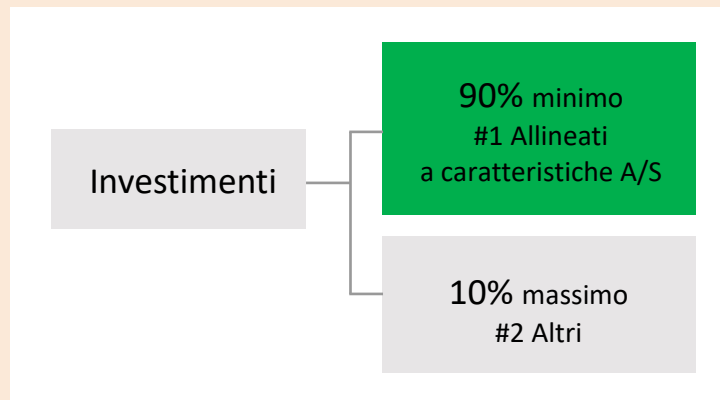 Investimenti
90% minimo
#1 Allineati
a caratteristiche A/S
10% massimo
#2 Altri